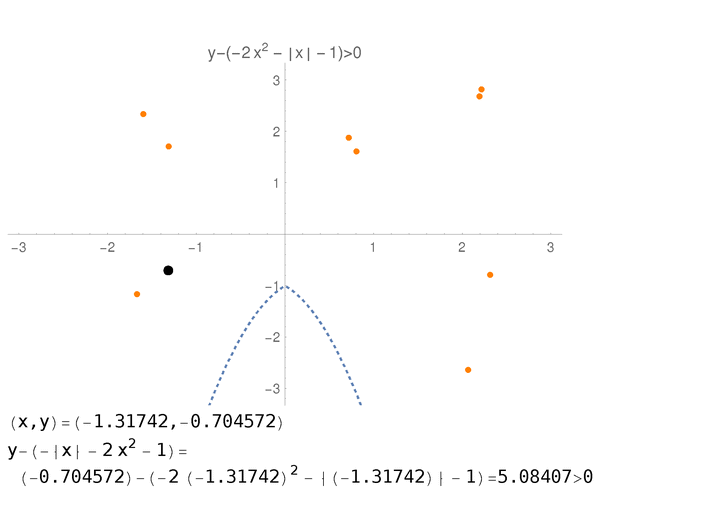 y−(−2 x² − |x| − 1)>0
3
2
1
−3 −2 −1 1 2 3
−1
−2
−3
(x,y)=(−1.31742,−0.704572)
y−(−|x| − 2 x² − 1)=
(−0.704572)−(−2 (−1.31742)² − |(−1.31742)| − 1)=5.08407>0